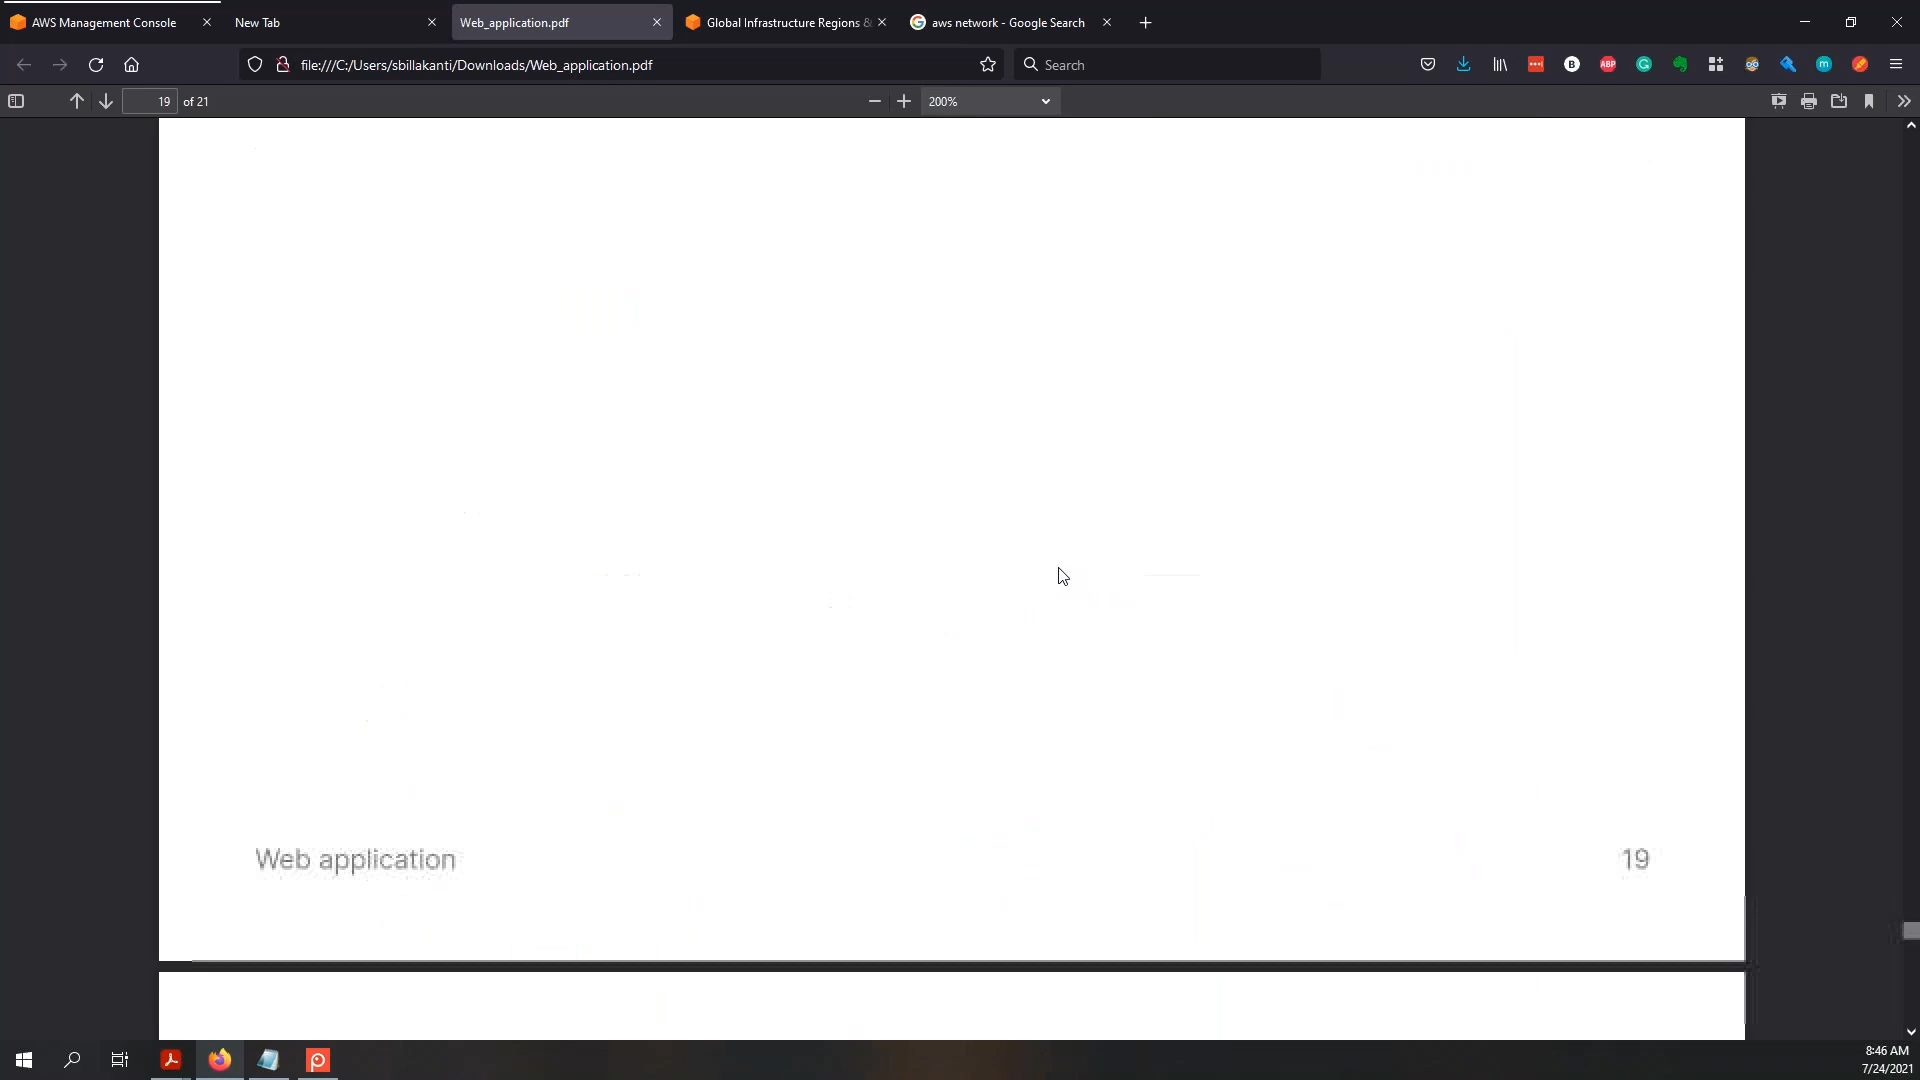 AWS Management Console
New Tab
Web_application.pdf
Global Infrastructure Regions &
aws network - Google Search
file:///C:/Users/sbillakanti/Downloads/Web_application.pdf
Search
ABP
19 of 21
200%
Web application
19
8:46 AM
7/24/2021